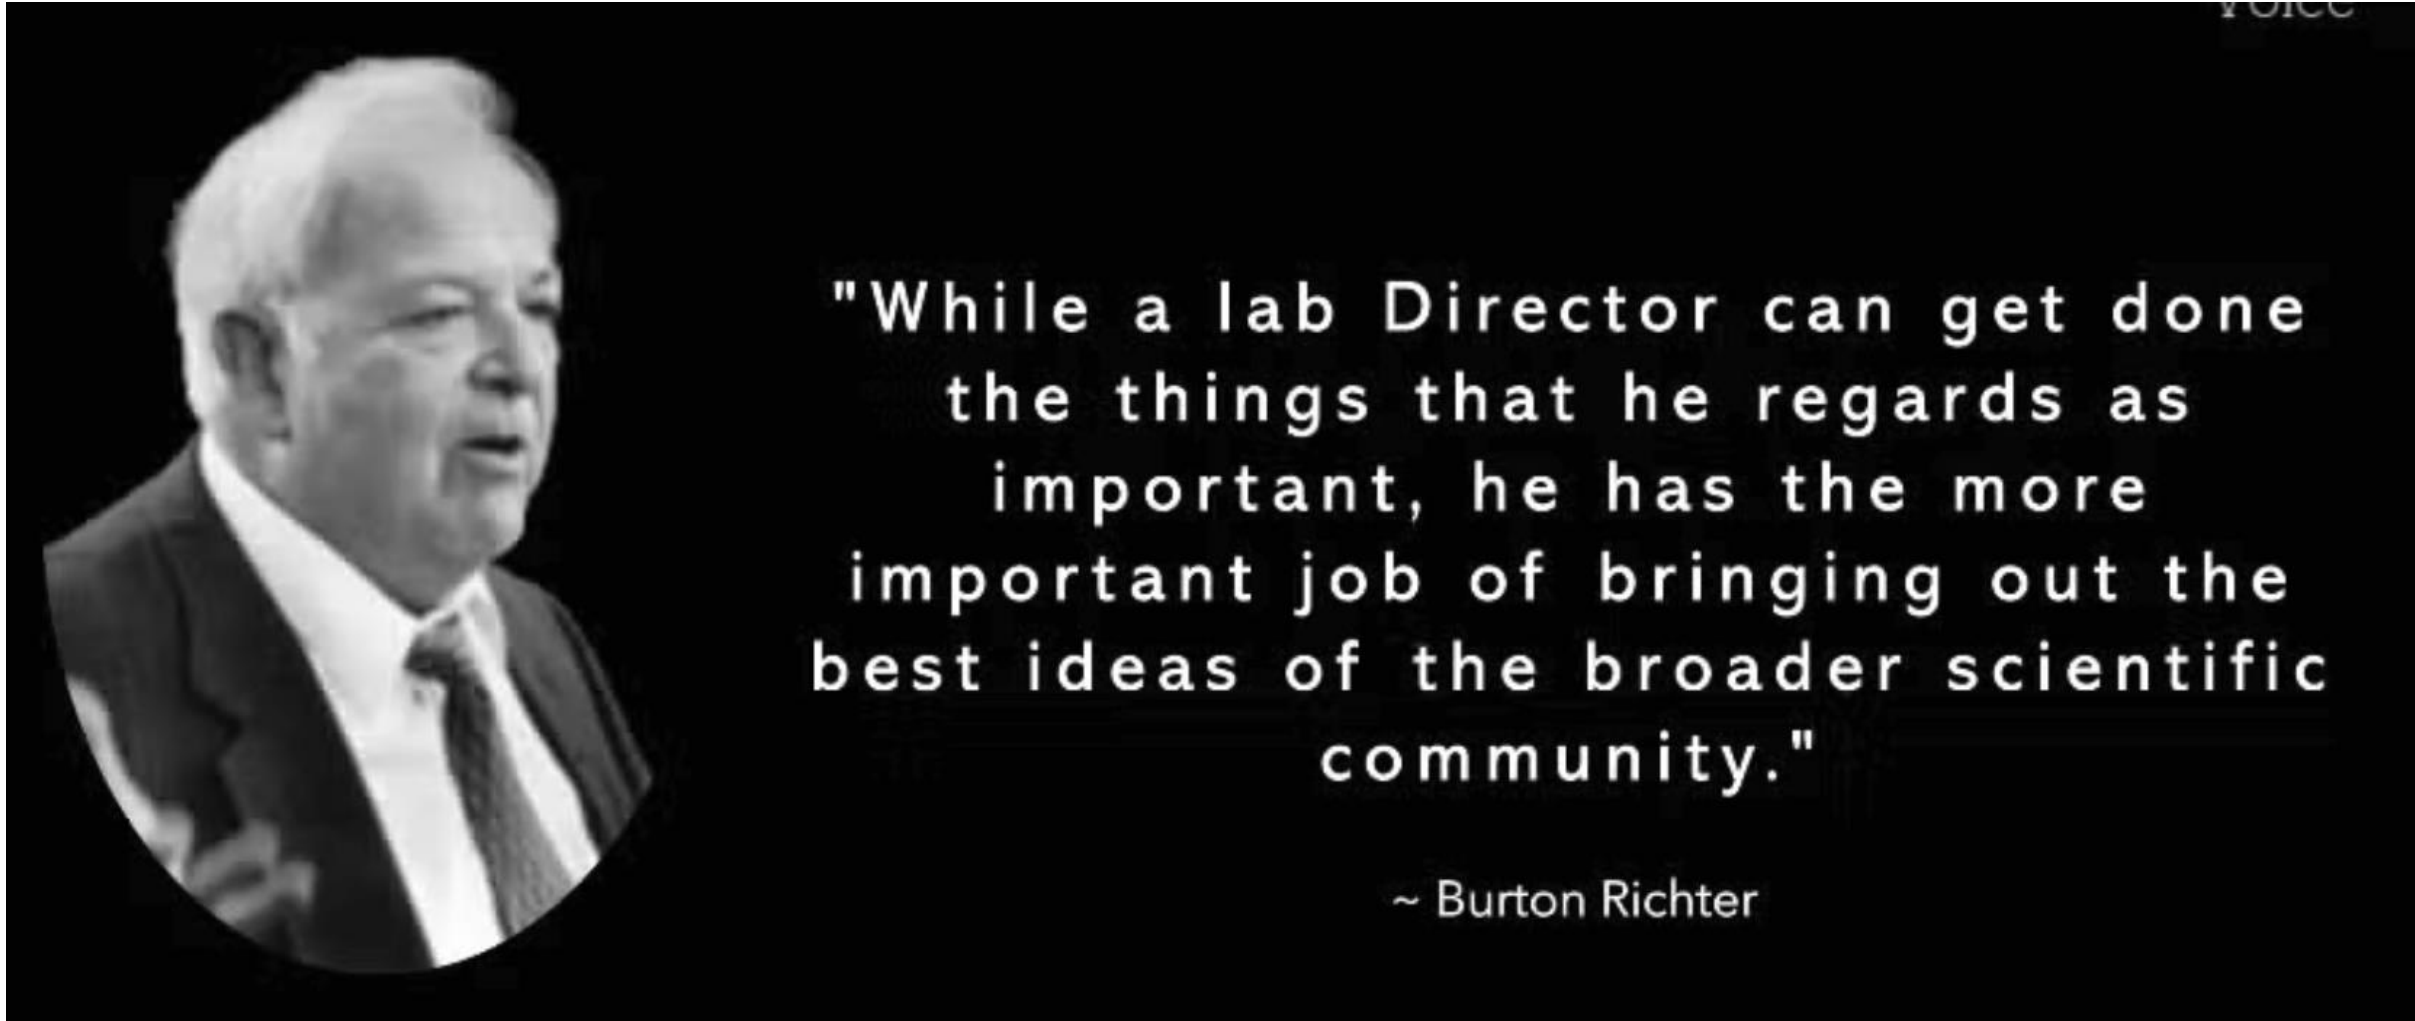 "While a lab Director can get done
the things that he regards as
important, he has the more
important job of bringing out the
best ideas of the broader scientific
community."
~ Burton Richter